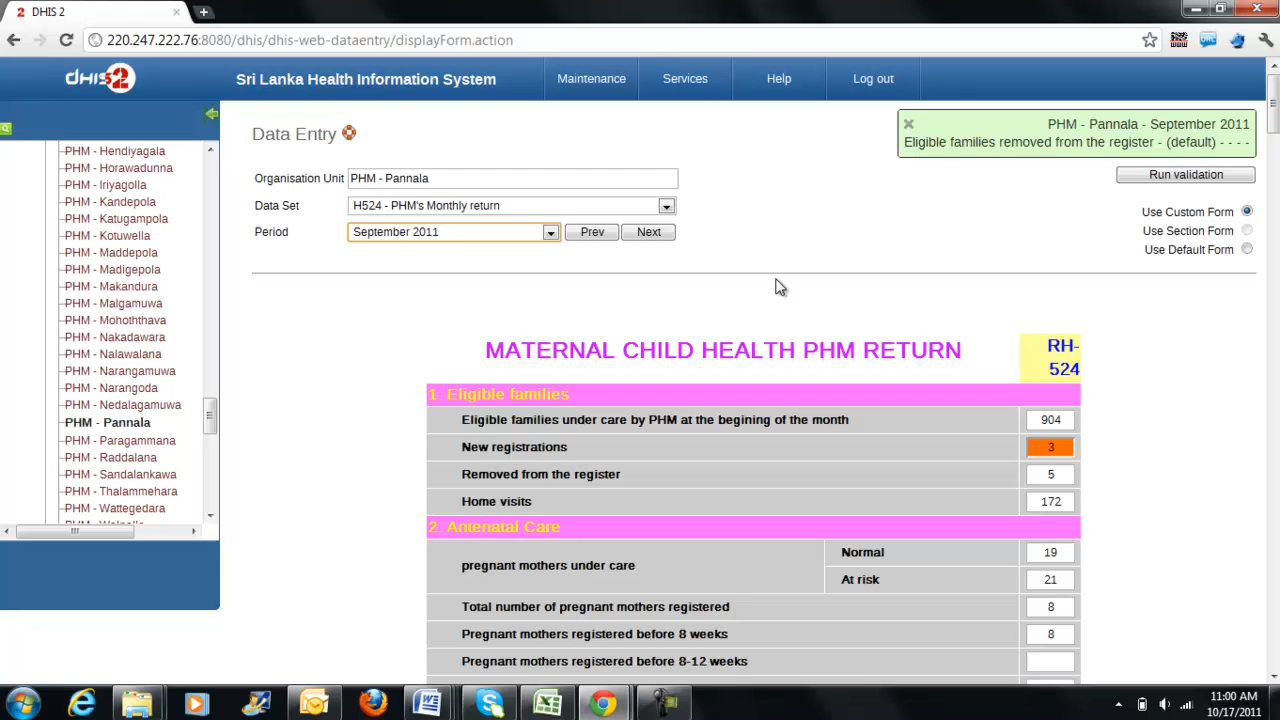 2 DHIS 2
220.247.222.76:8080/dhis/dhis-web-dataentry/displayForm.action
dhis2
Sri Lanka Health Information System
Maintenance
Services
Help
Log out
PHM - Hendiyagala
PHM - Horawadunna
PHM - Iriyagolla
PHM - Kandepola
PHM - Katugampola
PHM - Kotuwella
PHM - Maddepola
PHM - Madigepola
PHM - Makandura
PHM - Malgamuwa
PHM - Mohoththava
PHM - Nakadawara
PHM - Nalawalana
PHM - Narangamuwa
PHM - Narangoda
PHM - Nedalagamuwa
PHM - Pannala
PHM - Paragammana
PHM - Raddalana
PHM - Sandalankawa
PHM - Thalammehara
PHM - Wattegedara
Data Entry
PHM - Pannala - September 2011
Eligible families removed from the register - (default) - - - -
Organisation Unit PHM - Pannala
Data Set H524 - PHM's Monthly return
Period September 2011 Prev Next
Run validation
Use Custom Form
Use Section Form
Use Default Form
MATERNAL CHILD HEALTH PHM RETURN
RH-
524
1. Eligible families
Eligible families under care by PHM at the begining of the month 904
New registrations 3
Removed from the register 5
Home visits 172
2. Antenatal Care
pregnant mothers under care
Normal 19
At risk 21
Total number of pregnant mothers registered 8
Pregnant mothers registered before 8 weeks 8
Pregnant mothers registered before 8-12 weeks
11:00 AM
10/17/2011